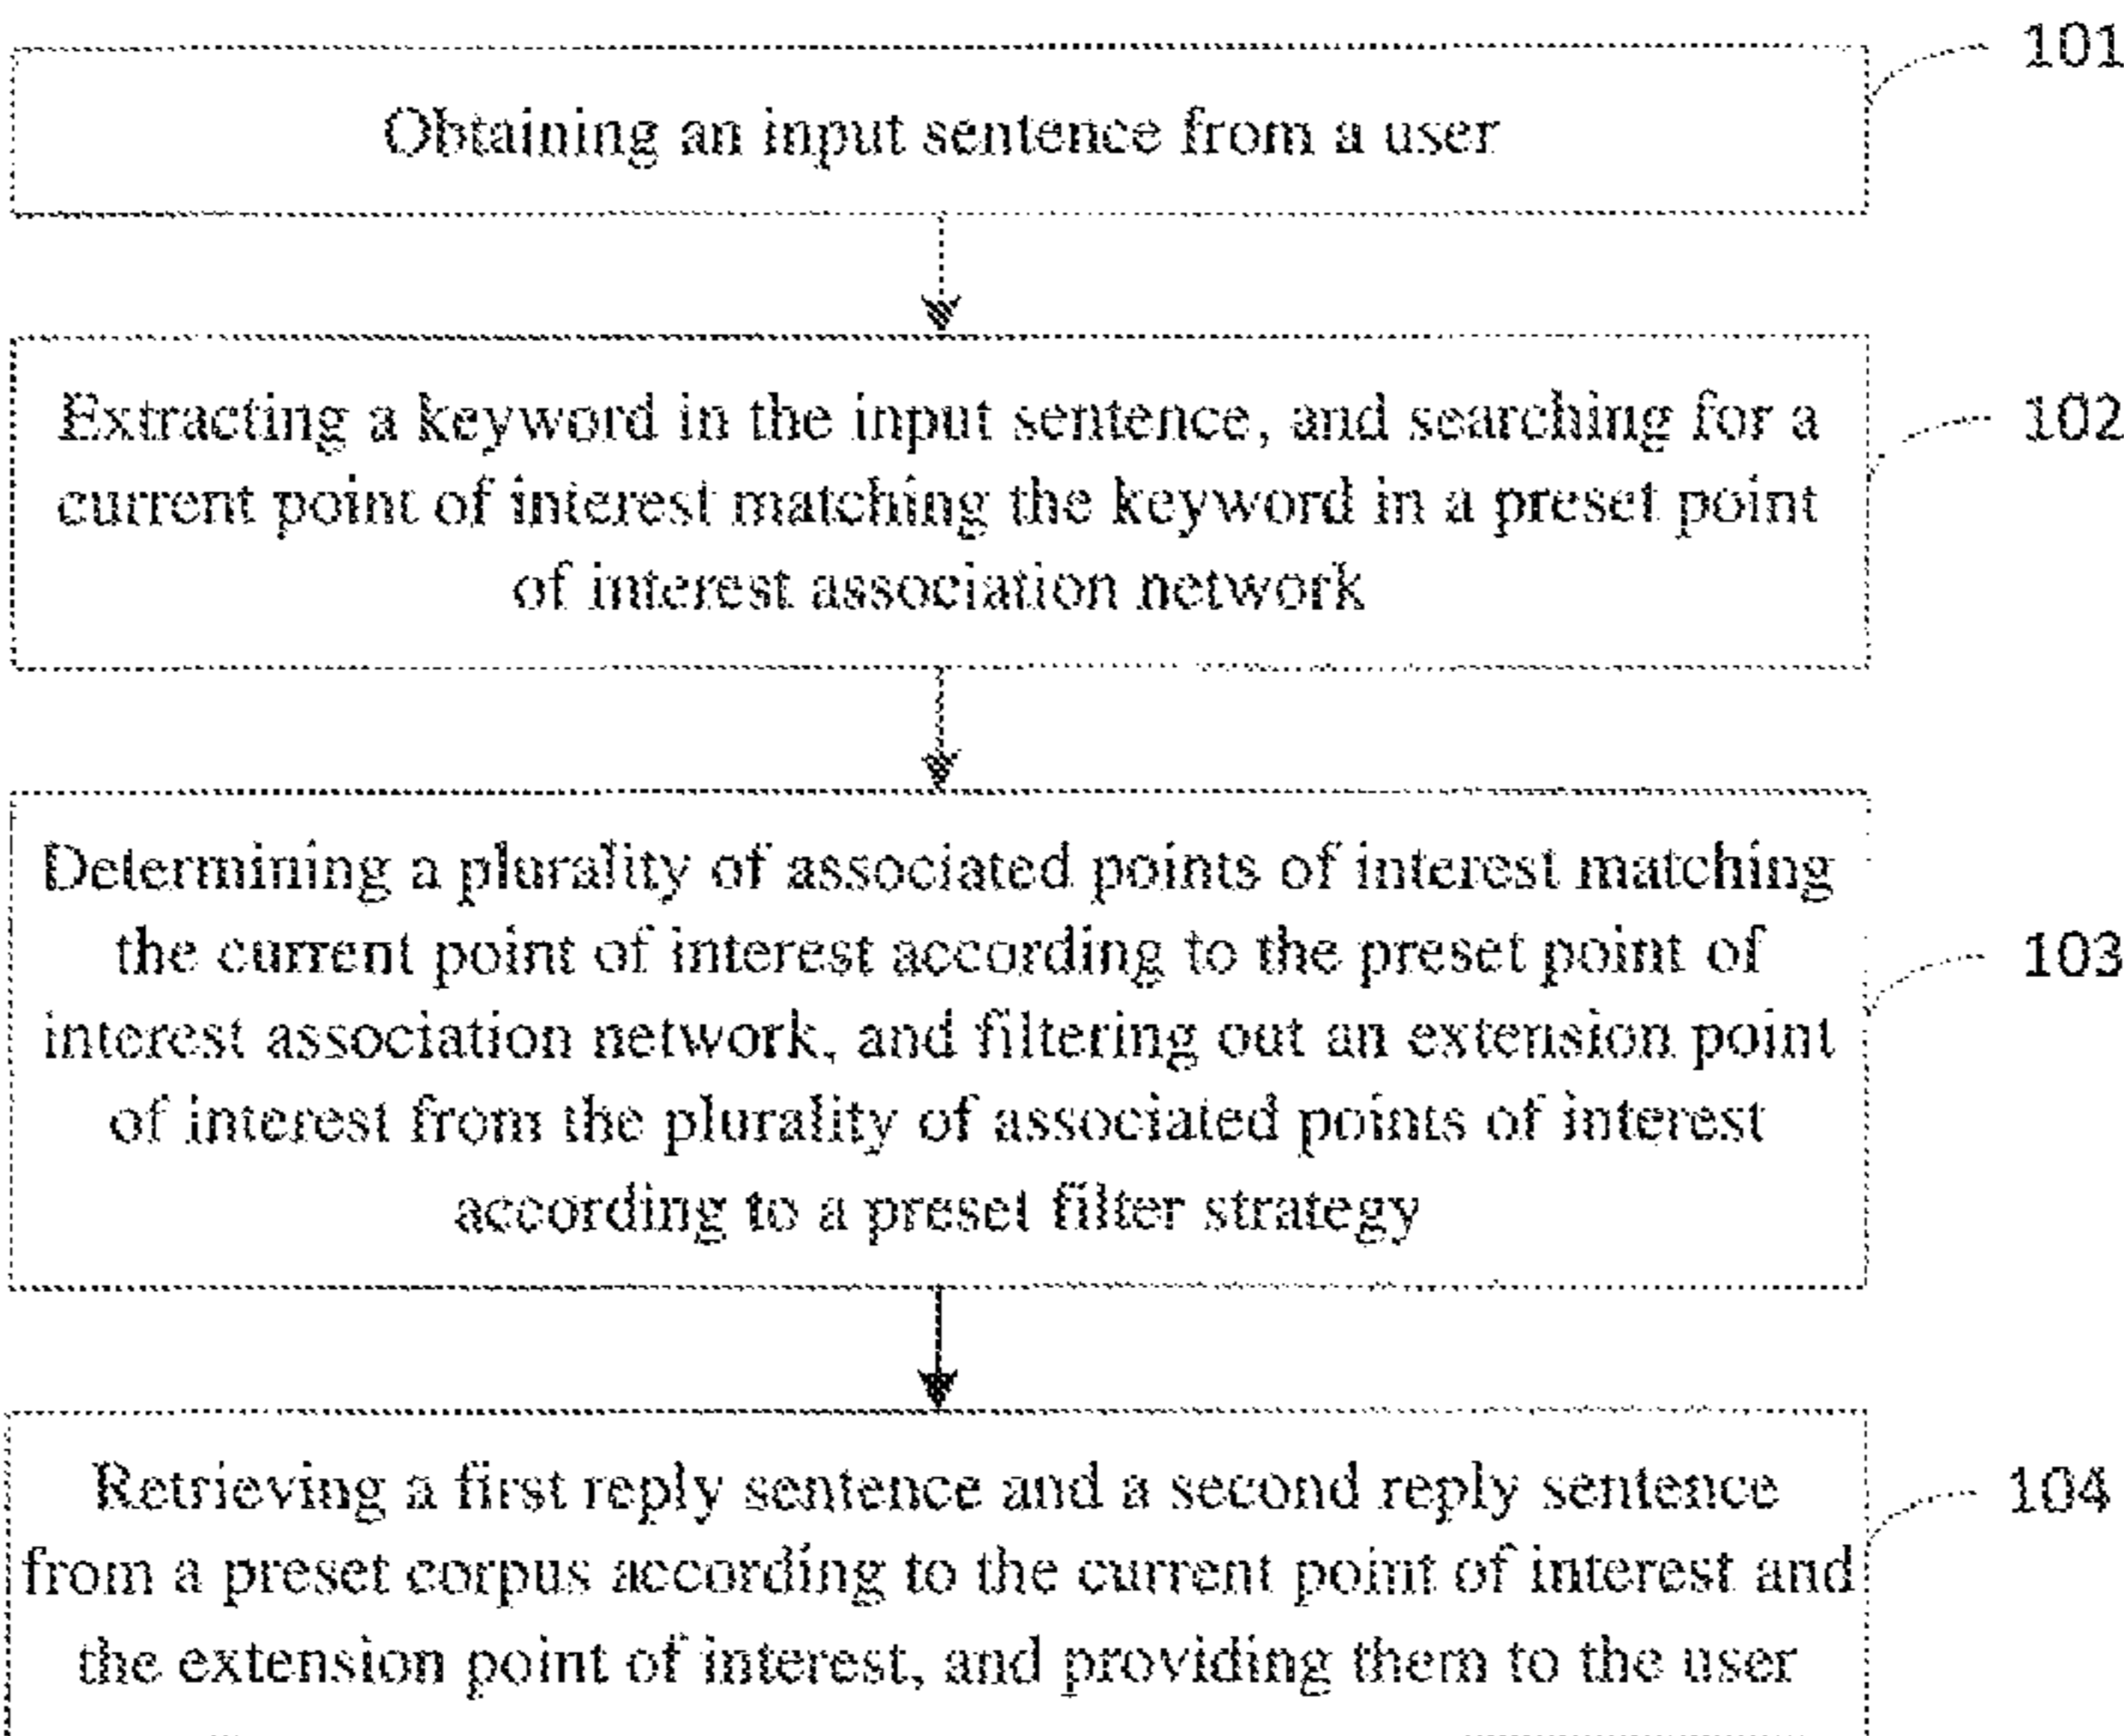 101
Obtaining an input sentence from a user
Extracting a keyword in the input sentence, and searching for a
102
current point of interest matching the keyword in a preset point
of interest association network
Determining a plurality of associated points of interest matching
the current point of interest according to the preset point of
103
interest association network, and filtering out an extension point
of interest from the plurality of associated points of interest
according to a preset filter strategy
Retrieving a first reply sentence and a second reply sentence
104
from a preset corpus according to the current point of interest and
the extension point of interest, and providing them to the user